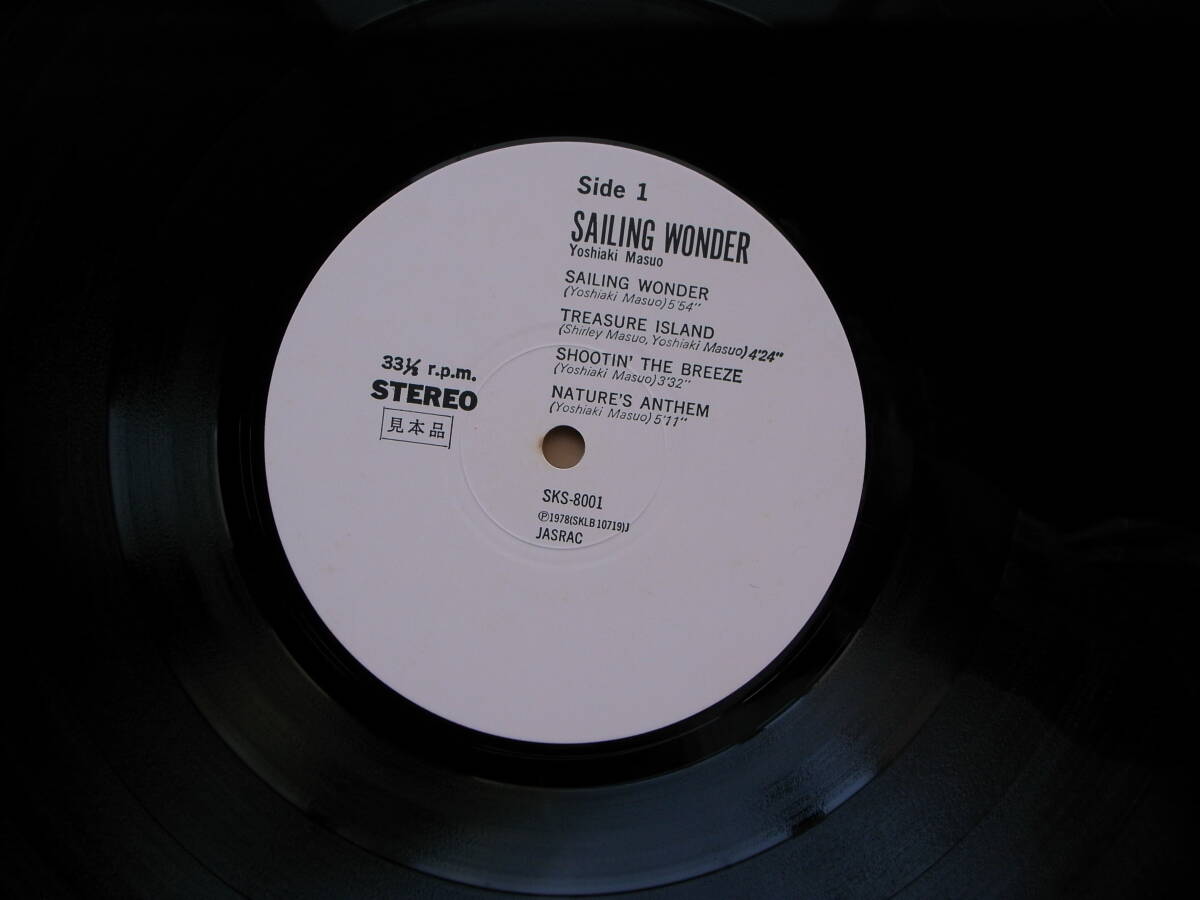 Side 1
SAILING WONDER
Yoshiaki Masuo
SAILING WONDER
(Yoshiaki Masuo) 5'54"
TREASURE ISLAND
(Shirley Masuo, Yoshiaki Masuo) 4'24"
SHOOTIN' THE BREEZE
(Yoshiaki Masuo) 3'32"
NATURE'S ANTHEM
(Yoshiaki Masuo) 5'11"
33⅓ r.p.m.
STEREO
見本品
SKS-8001
Ⓟ1978(SKLB 10719)J
JASRAC